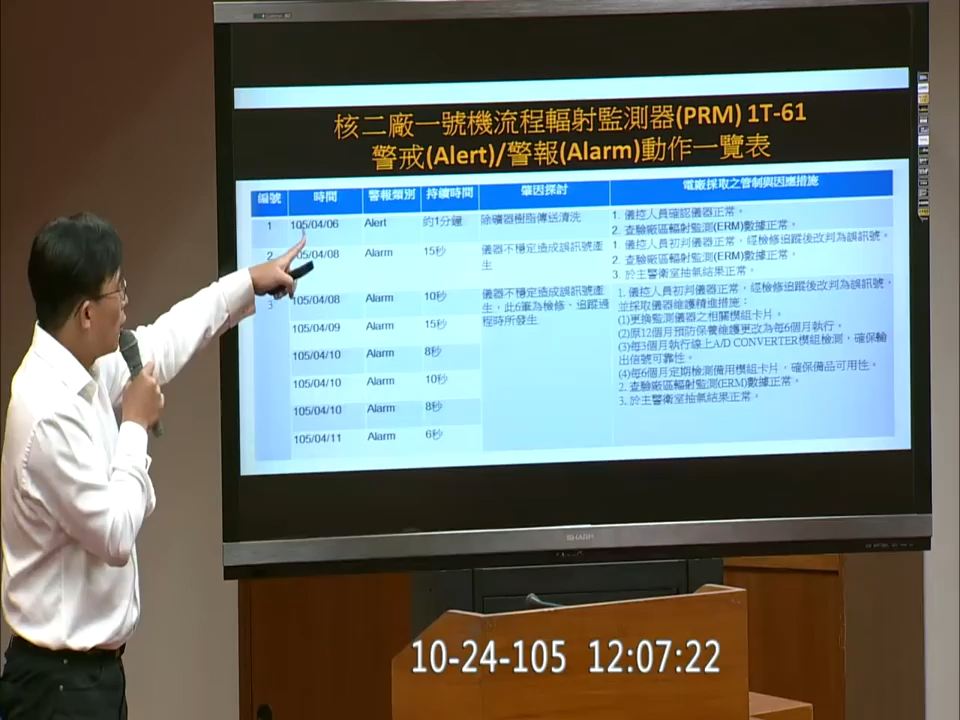 核二廠一號機流程輻射監測器(PRM) 1T-61
警戒(Alert)/警報(Alarm)動作一覽表
編號 時間 警報類別 持續時間 肇因探討 電廠採取之管制與因應措施
1 105/04/06 Alert 約1分鐘 除礦器樹脂傳送清洗
1. 儀控人員確認儀器正常。
2. 查驗廠區輻射監測(ERM)數據正常。
2 05/04/08 Alarm 15秒 儀器不穩定造成誤訊號產
生
1. 儀控人員初判儀器正常，經檢修追蹤後改判為誤訊號。
2. 查驗廠區輻射監測(ERM)數據正常。
3. 於主警衛室抽氣結果正常。
3 105/04/08 Alarm 10秒 儀器不穩定造成誤訊號產
生，此6筆為檢修、追蹤過
程時所發生
105/04/09 Alarm 15秒
105/04/10 Alarm 8秒
105/04/10 Alarm 10秒
105/04/10 Alarm 8秒
105/04/11 Alarm 6秒
1. 儀控人員初判儀器正常，經檢修追蹤後改判為誤訊號，
並採取儀器維護精進措施：
(1)更換監測器之相關模組卡片。
(2)原12個月預防保養維護更改為每6個月執行。
(3)每3個月執行線上A/D CONVERTER模組檢測，確保輸
出信號可靠性。
(4)每6個月定期檢測備用模組卡片，確保備品可用性。
2. 查驗廠區輻射監測(ERM)數據正常。
3. 於主警衛室抽氣結果正常。
SHARP
10-24-105 12:07:22